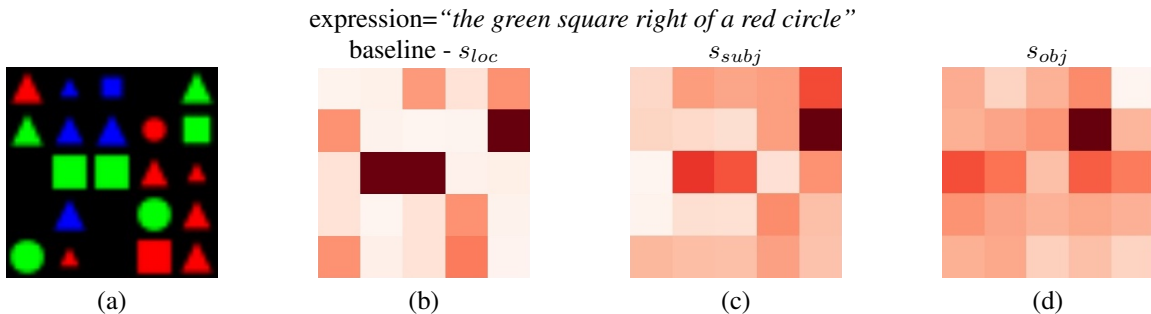 expression=“the green square right of a red circle”
baseline - s_loc s_subj s_obj
(a) (b) (c) (d)